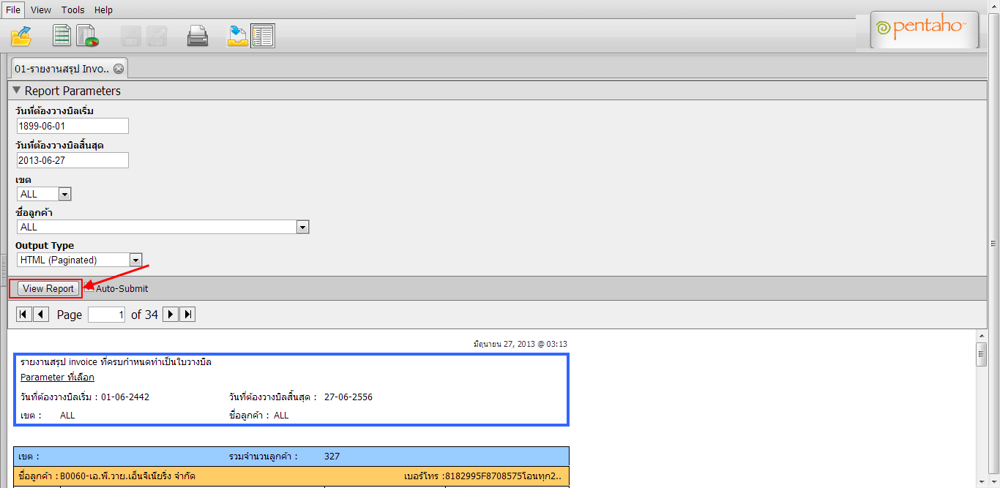 File View Tools Help
pentaho™
01-รายงานสรุป Invo..
Report Parameters
วันที่ต้องวางบิลเริ่ม
1899-06-01
วันที่ต้องวางบิลสิ้นสุด
2013-06-27
เขต
ALL
ชื่อลูกค้า
ALL
Output Type
HTML (Paginated)
View Report Auto-Submit
Page 1 of 34
มิถุนายน 27, 2013 @ 03:13
รายงานสรุป invoice ที่ครบกำหนดทำเป็นใบวางบิล
Parameter ที่เลือก
วันที่ต้องวางบิลเริ่ม : 01-06-2442 วันที่ต้องวางบิลสิ้นสุด : 27-06-2556
เขต : ALL ชื่อลูกค้า : ALL
เขต : รวมจำนวนลูกค้า : 327
ชื่อลูกค้า : B0060-เอ.พี.วาย.เอ็นจิเนียริ่ง จำกัด เบอร์โทร :8182995F8708575โอนทุก2..